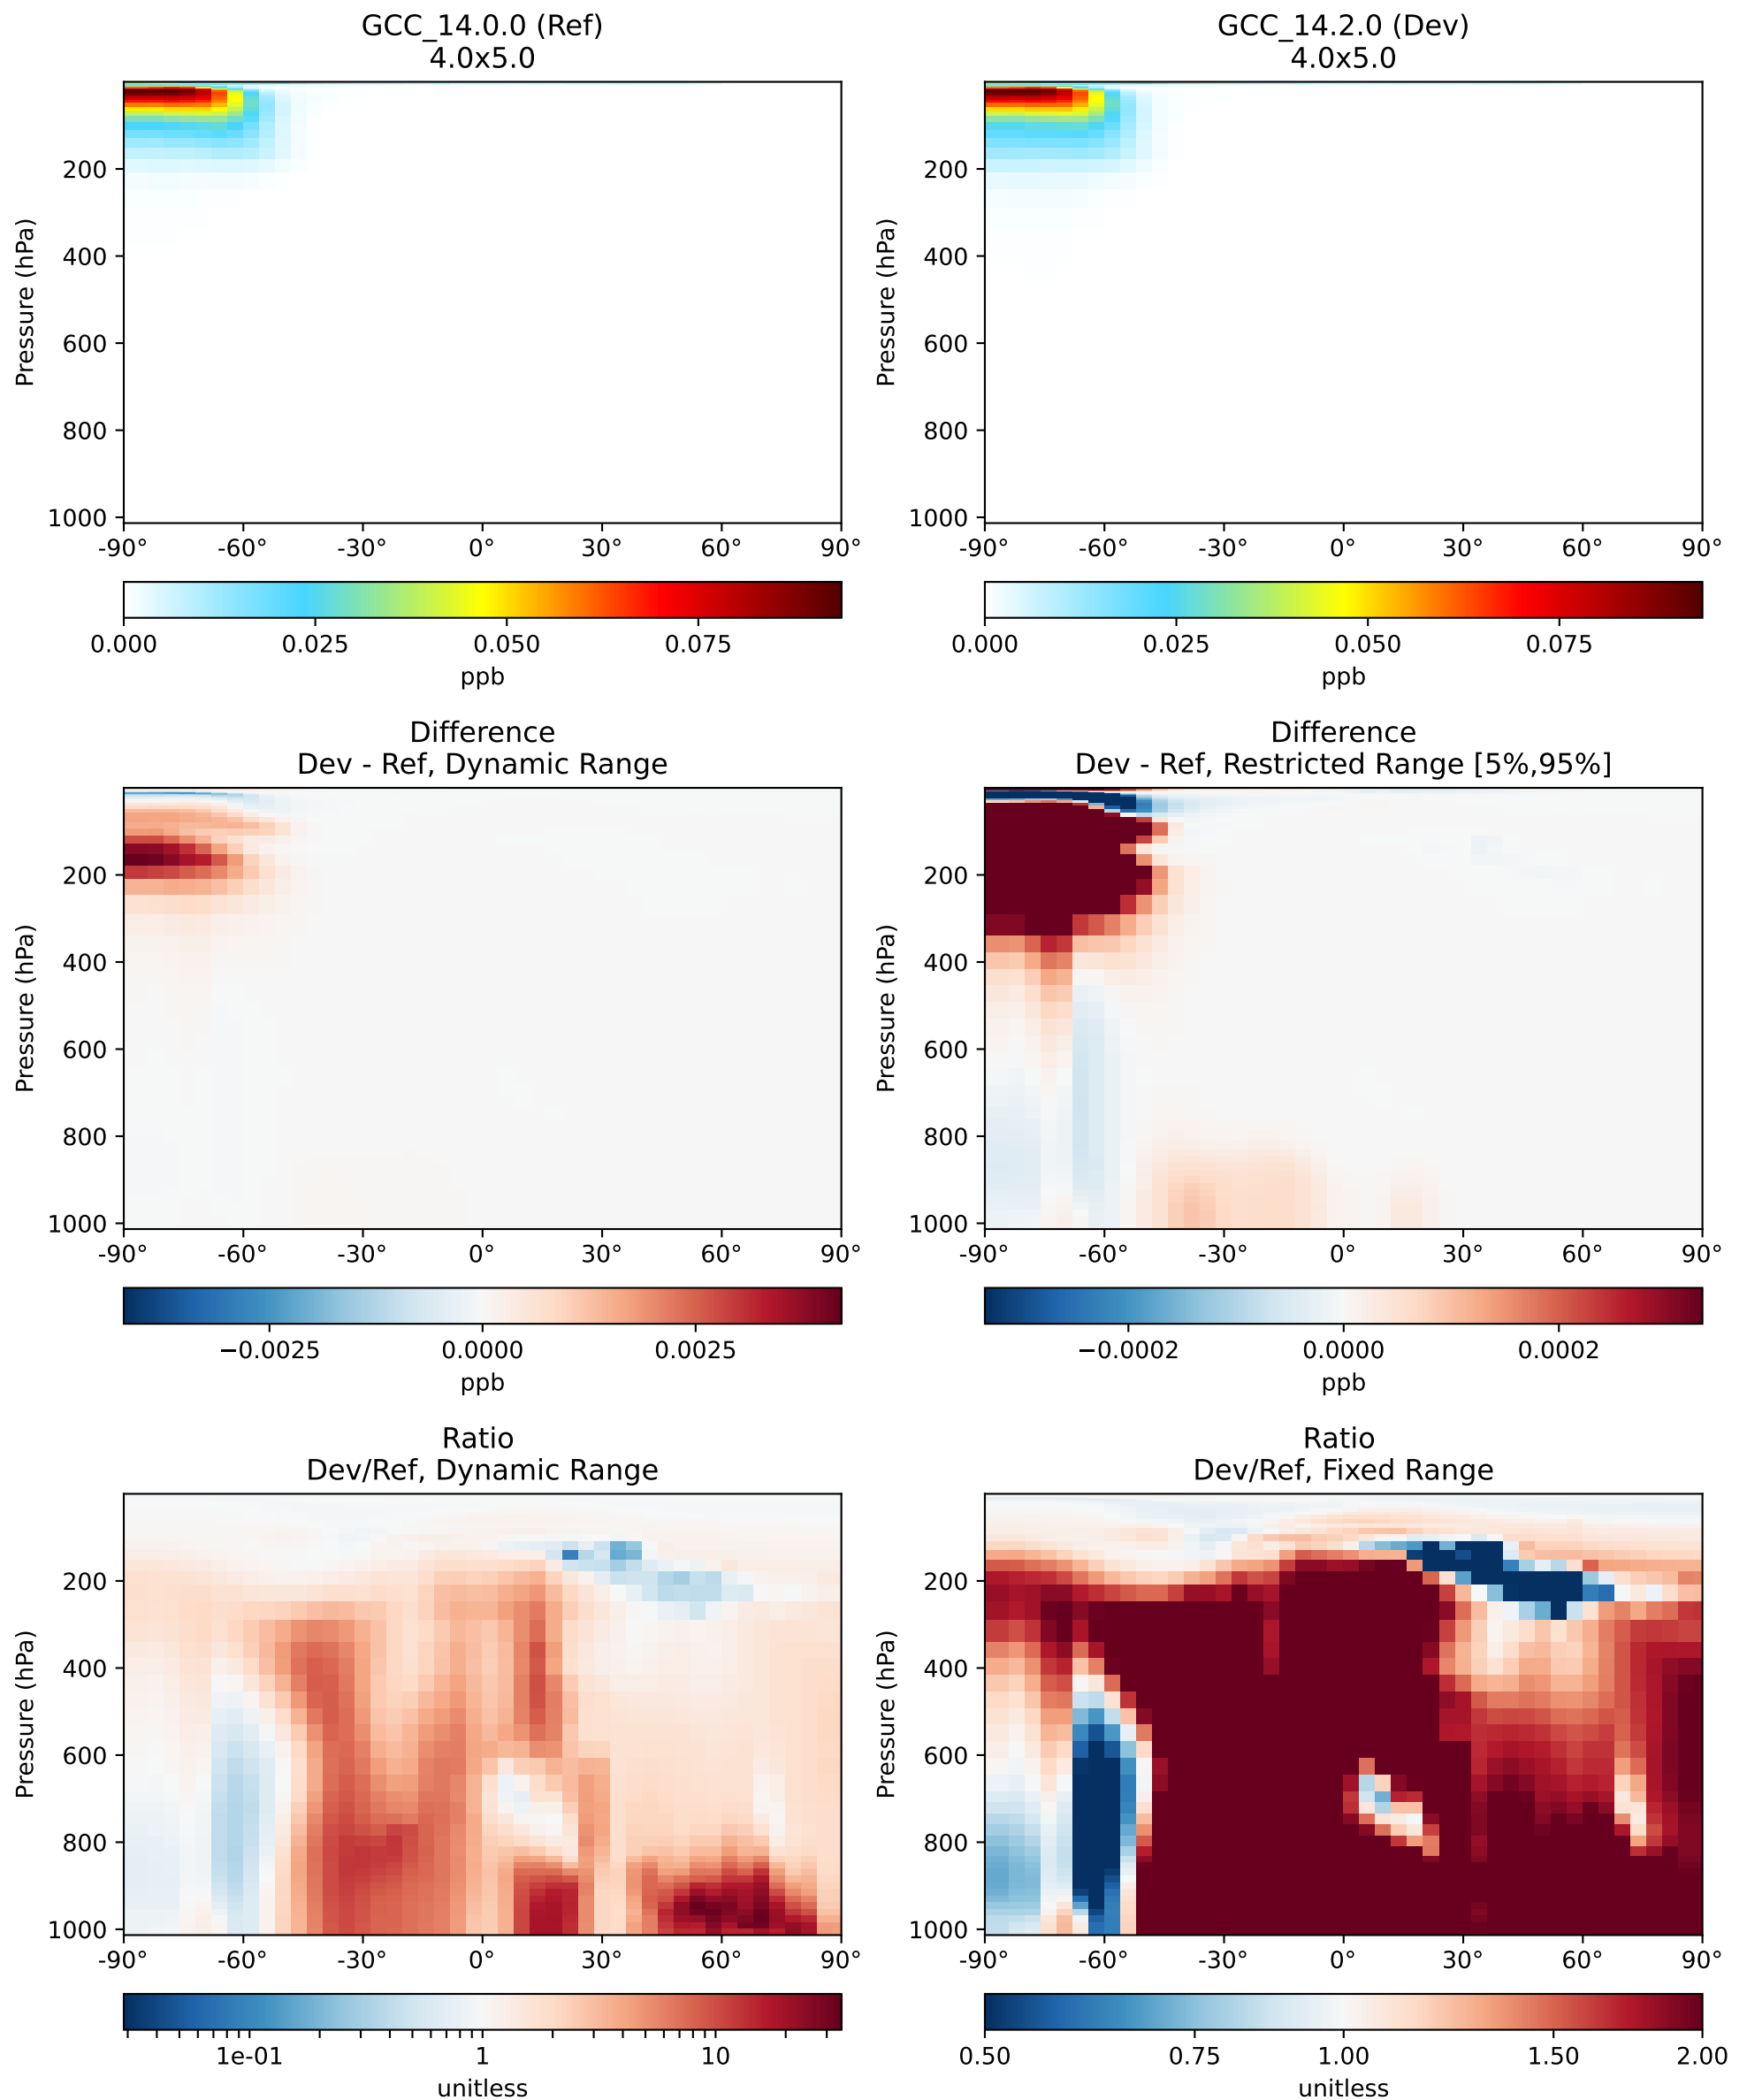 GCC_14.0.0 (Ref)
4.0x5.0
Pressure (hPa)
200
400
600
800
1000
-90° -60° -30° 0° 30° 60° 90°
0.000 0.025 0.050 0.075
ppb
GCC_14.2.0 (Dev)
4.0x5.0
Pressure (hPa)
200
400
600
800
1000
-90° -60° -30° 0° 30° 60° 90°
0.000 0.025 0.050 0.075
ppb
Difference
Dev - Ref, Dynamic Range
Pressure (hPa)
200
400
600
800
1000
-90° -60° -30° 0° 30° 60° 90°
−0.0025 0.0000 0.0025
ppb
Difference
Dev - Ref, Restricted Range [5%,95%]
Pressure (hPa)
200
400
600
800
1000
-90° -60° -30° 0° 30° 60° 90°
−0.0002 0.0000 0.0002
ppb
Ratio
Dev/Ref, Dynamic Range
Pressure (hPa)
200
400
600
800
1000
-90° -60° -30° 0° 30° 60° 90°
1e-01 1 10
unitless
Ratio
Dev/Ref, Fixed Range
Pressure (hPa)
200
400
600
800
1000
-90° -60° -30° 0° 30° 60° 90°
0.50 0.75 1.00 1.50 2.00
unitless